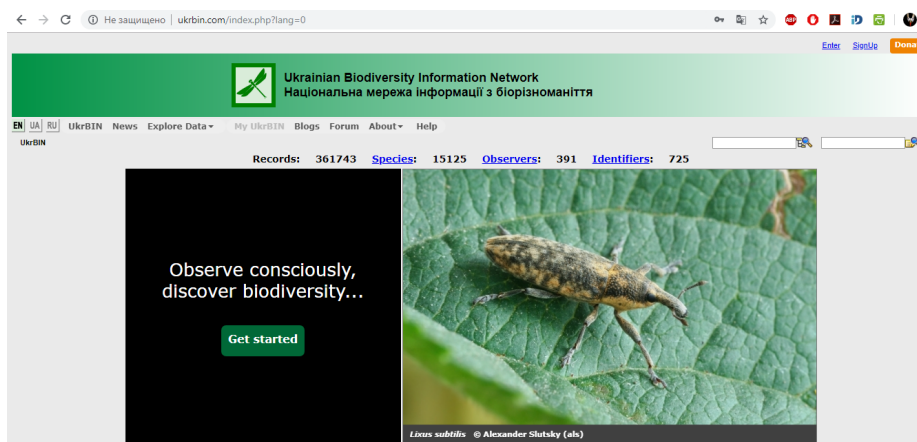 Не защищено | ukrbin.com/index.php?lang=0
ABP
Enter SignUp Dona
Ukrainian Biodiversity Information Network
Національна мережа інформації з біорізноманіття
EN UA RU UkrBIN News Explore Data My UkrBIN Blogs Forum About Help
UkrBIN
Records: 361743 Species: 15125 Observers: 391 Identifiers: 725
Observe consciously,
discover biodiversity...
Get started
Lixus subtilis © Alexander Slutsky (als)